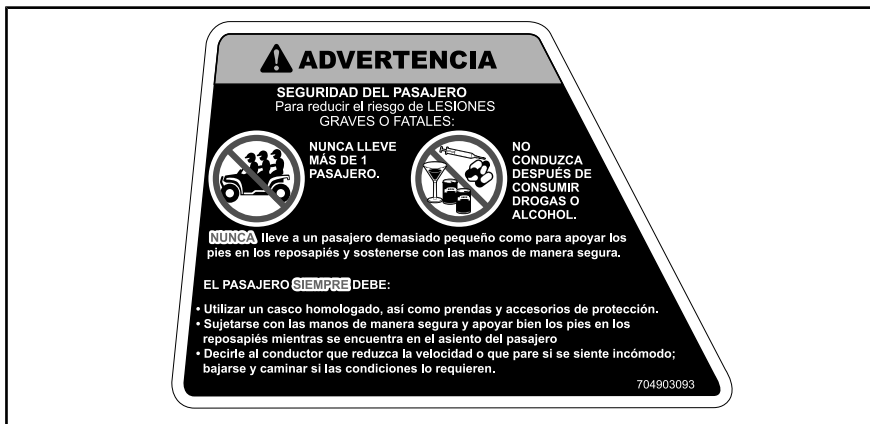 ADVERTENCIA
SEGURIDAD DEL PASAJERO
Para reducir el riesgo de LESIONES
GRAVES O FATALES:
NUNCA LLEVE
MÁS DE 1
PASAJERO.
NO
CONDUZCA
DESPUÉS DE
CONSUMIR
DROGAS O
ALCOHOL.
NUNCA lleve a un pasajero demasiado pequeño como para apoyar los
pies en los reposapiés y sostenerse con las manos de manera segura.
EL PASAJERO SIEMPRE DEBE:
• Utilizar un casco homologado, así como prendas y accesorios de protección.
• Sujetarse con las manos de manera segura y apoyar bien los pies en los
reposapiés mientras se encuentra en el asiento del pasajero
• Decirle al conductor que reduzca la velocidad o que pare si se siente incómodo;
bajarse y caminar si las condiciones lo requieren.
704903093